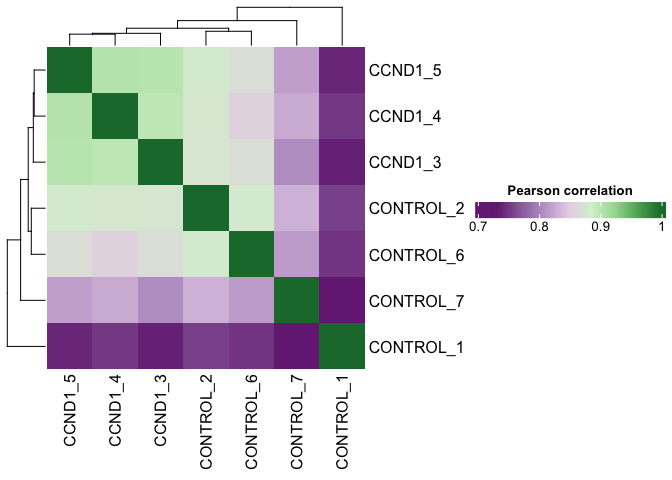 CCND1_5
CCND1_4
CCND1_3
CONTROL_2
CONTROL_6
CONTROL_7
CONTROL_1
Pearson correlation
0.7 0.8 0.9 1
CCND1_5
CCND1_4
CCND1_3
CONTROL_2
CONTROL_6
CONTROL_7
CONTROL_1